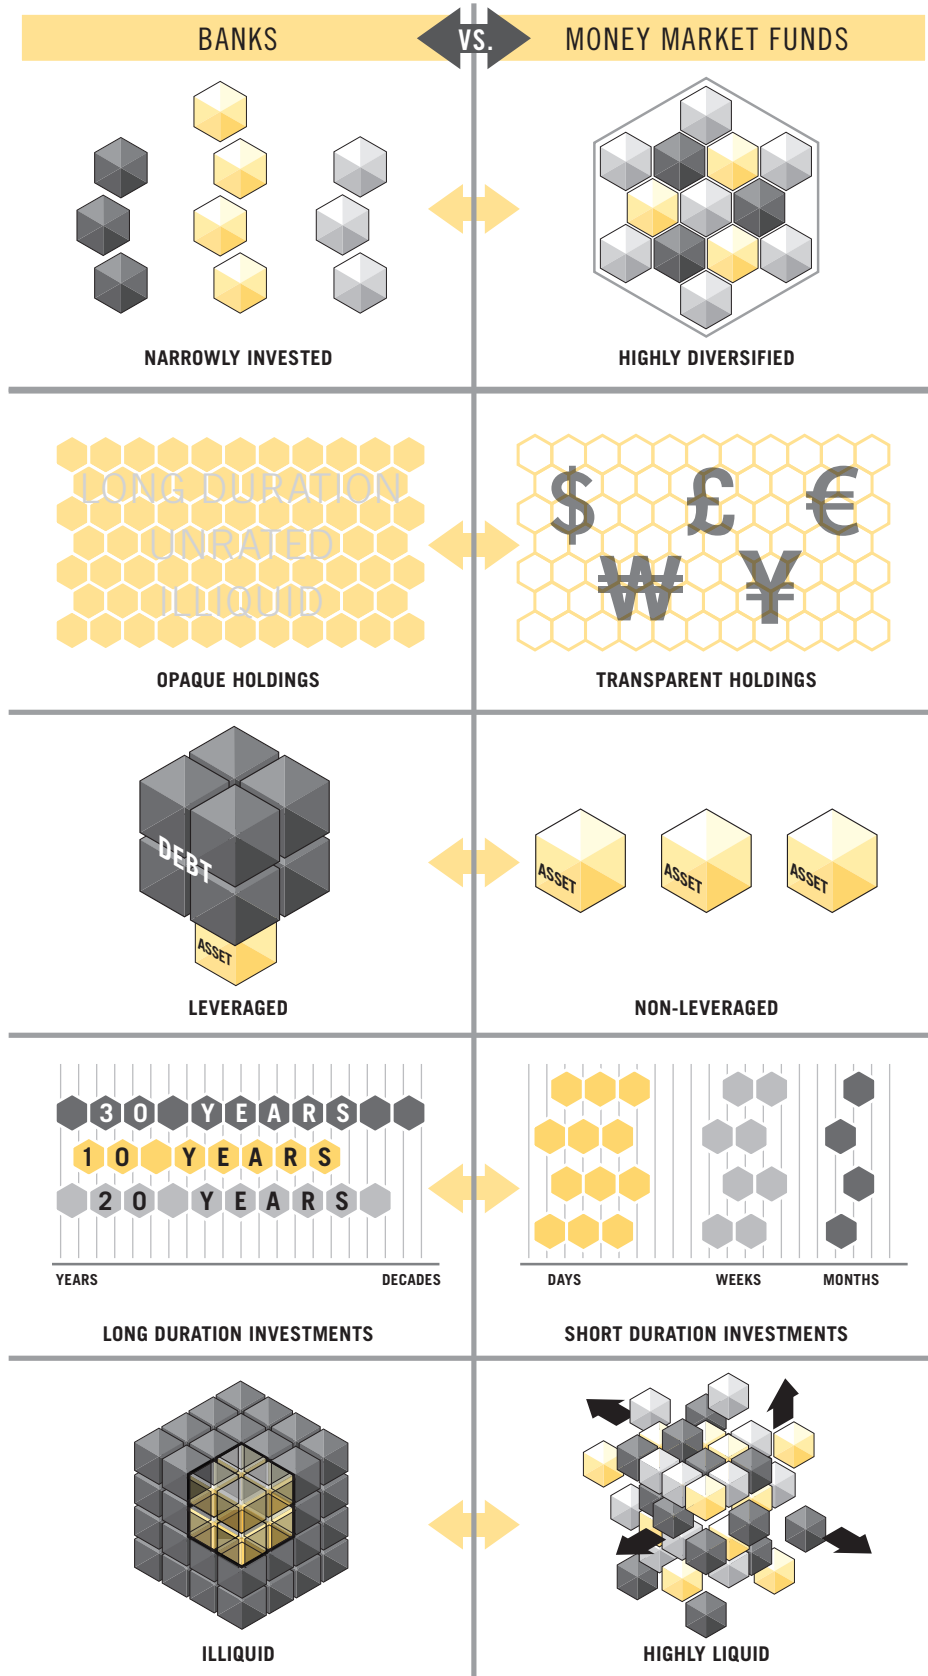 BANKS VS. MONEY MARKET FUNDS
NARROWLY INVESTED
HIGHLY DIVERSIFIED
LONG DURATION
UNRATED
ILLIQUID
$ £ €
₩ ¥
OPAQUE HOLDINGS
TRANSPARENT HOLDINGS
DEBT
ASSET
ASSET ASSET ASSET
LEVERAGED
NON-LEVERAGED
30 YEARS
10 YEARS
20 YEARS
YEARS DECADES
DAYS WEEKS MONTHS
LONG DURATION INVESTMENTS
SHORT DURATION INVESTMENTS
ILLIQUID
HIGHLY LIQUID